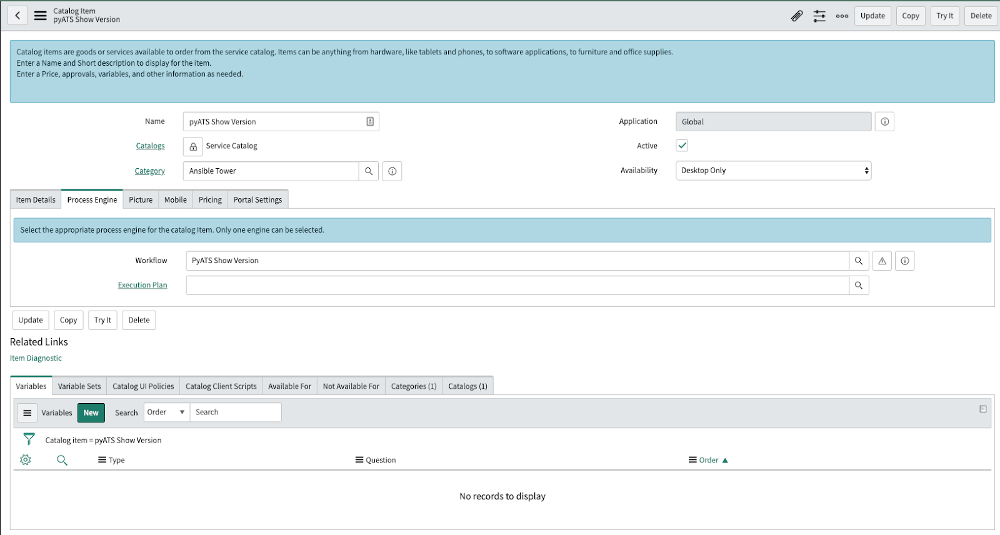 Catalog Item
pyATS Show Version
Update
Copy
Try It
Delete
Catalog items are goods or services available to order from the service catalog. Items can be anything from hardware, like tablets and phones, to software applications, to furniture and office supplies.
Enter a Name and Short description to display for the item.
Enter a Price, approvals, variables, and other information as needed.
Name
pyATS Show Version
Application
Global
Catalogs
Service Catalog
Active
Category
Ansible Tower
Availability
Desktop Only
Item Details
Process Engine
Picture
Mobile
Pricing
Portal Settings
Select the appropriate process engine for the catalog Item. Only one engine can be selected.
Workflow
PyATS Show Version
Execution Plan
Update
Copy
Try It
Delete
Related Links
Item Diagnostic
Variables
Variable Sets
Catalog UI Policies
Catalog Client Scripts
Available For
Not Available For
Categories (1)
Catalogs (1)
Variables
New
Search
Order
Search
Catalog item = pyATS Show Version
Type
Question
Order
No records to display